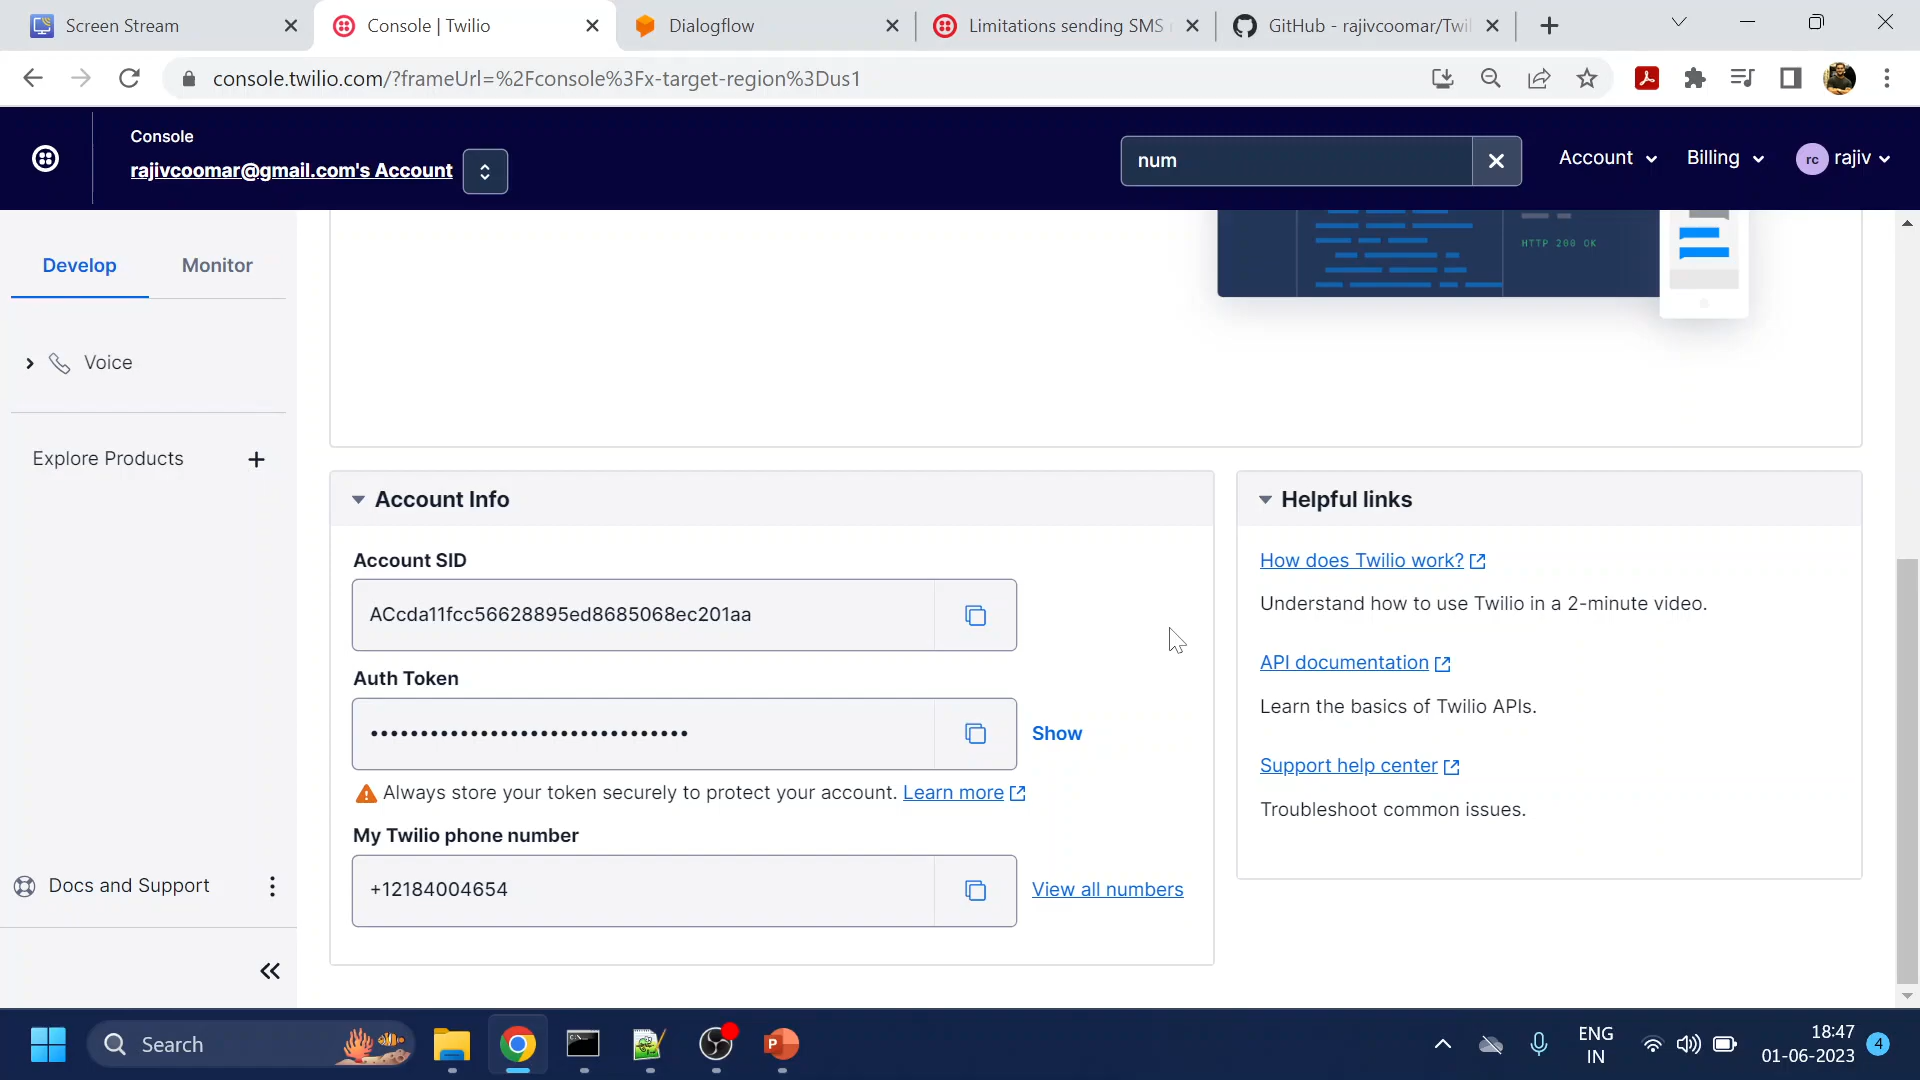 Screen Stream
Console | Twilio
Dialogflow
Limitations sending SMS
GitHub - rajivcoomar/Twil
console.twilio.com/?frameUrl=%2Fconsole%3Fx-target-region%3Dus1
Console
rajivcoomar@gmail.com's Account
num
Account
Billing
rc
rajiv
Develop
Monitor
HTTP 200 OK
Voice
Explore Products
Account Info
Helpful links
Account SID
ACcda11fcc56628895ed8685068ec201aa
How does Twilio work?
Understand how to use Twilio in a 2-minute video.
Auth Token
API documentation
••••••••••••••••••••••••••••••••
Show
Learn the basics of Twilio APIs.
Support help center
Always store your token securely to protect your account. Learn more
Troubleshoot common issues.
My Twilio phone number
+12184004654
View all numbers
Docs and Support
Search
ENG
IN
18:47
01-06-2023
4